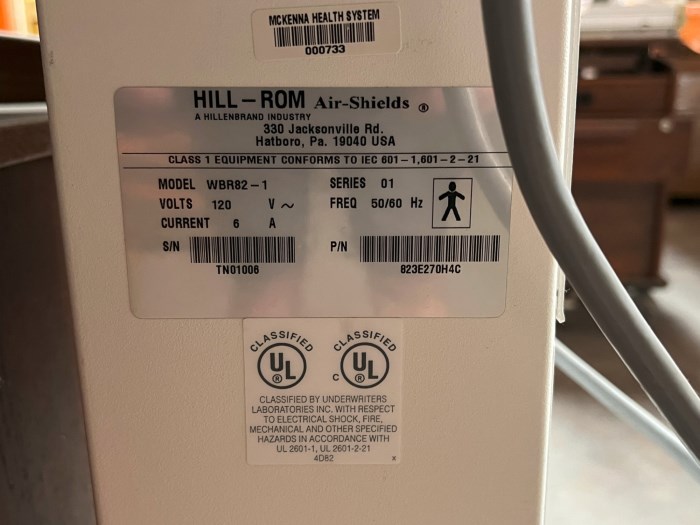 MCKENNA HEALTH SYSTEM
000733
HILL-ROM Air-Shields ®
A HILLENBRAND INDUSTRY
330 Jacksonville Rd.
Hatboro, Pa. 19040 USA
CLASS 1 EQUIPMENT CONFORMS TO IEC 601-1,601-2-21
MODEL WBR82-1 SERIES 01
VOLTS 120 V ~ FREQ 50/60 Hz
CURRENT 6 A
S/N P/N
TN01006 823E270H4C
CLASSIFIED CLASSIFIED
UL ® C UL ®
CLASSIFIED BY UNDERWRITERS
LABORATORIES INC. WITH RESPECT
TO ELECTRICAL SHOCK, FIRE,
MECHANICAL AND OTHER SPECIFIED
HAZARDS IN ACCORDANCE WITH
UL 2601-1, UL 2601-2-21
4D82 x